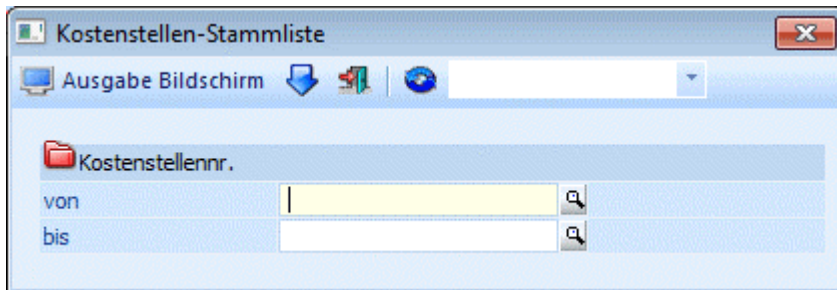 Kostenstellen-Stammliste
Ausgabe Bildschirm
Kostenstellennr.
von
bis